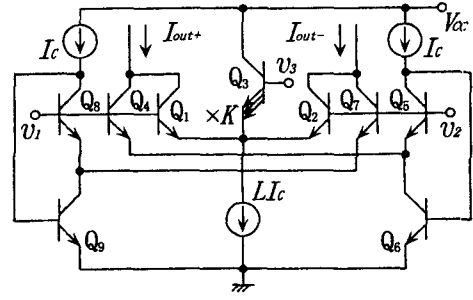 Vcc
Ic Iout+ Iout- Ic
Q3 v3
Q8 Q4 Q1 ×K Q2 Q7 Q5
v1 v2
LIc
Q9 Q6